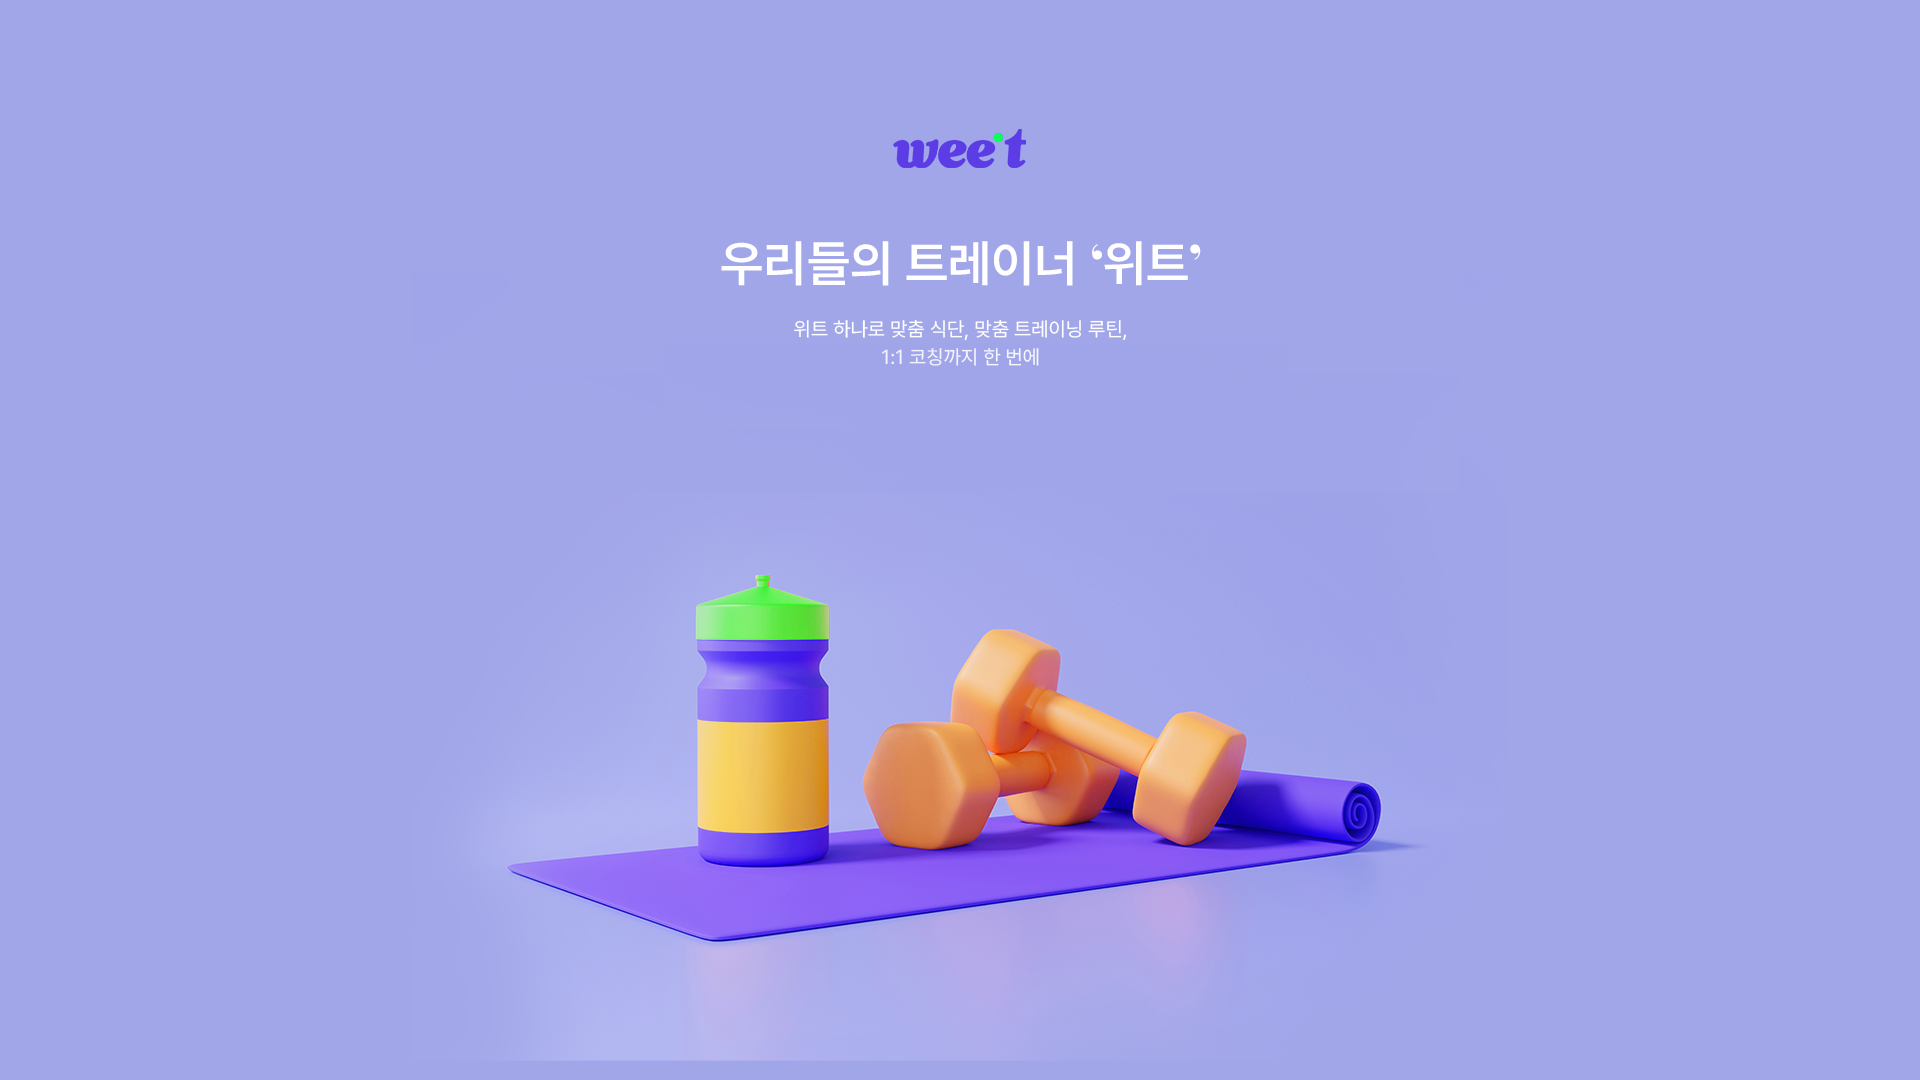 weet
우리들의 트레이너 ‘위트’
위트 하나로 맞춤 식단, 맞춤 트레이닝 루틴,
1:1 코칭까지 한 번에